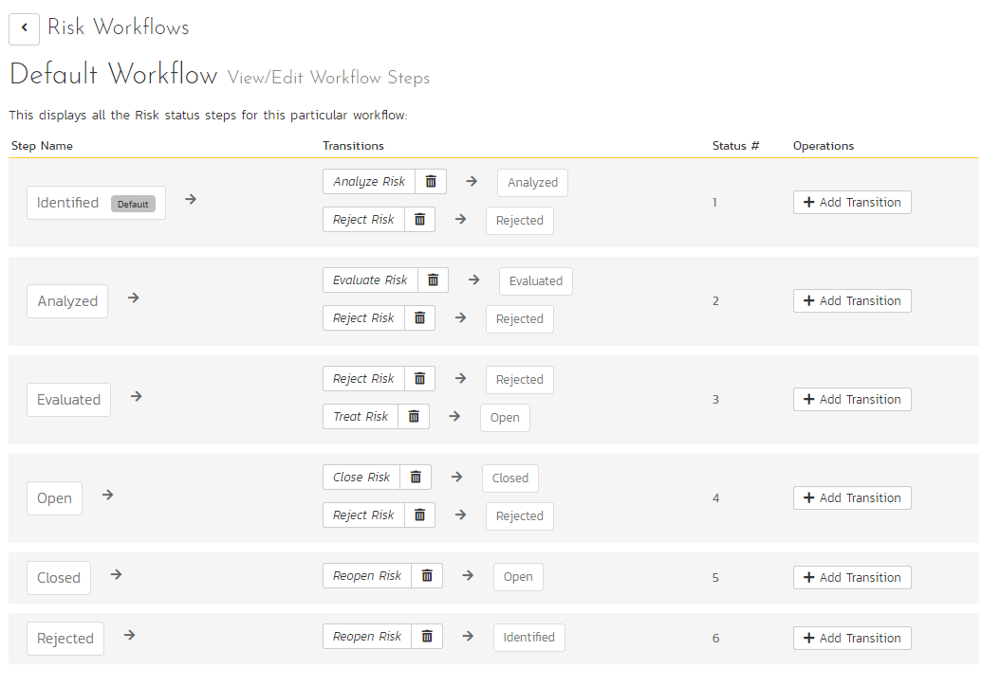 Risk Workflows
Default Workflow View/Edit Workflow Steps
This displays all the Risk status steps for this particular workflow:
Step Name Transitions Status # Operations
Analyze Risk Analyzed
Identified Default 1 Add Transition
Reject Risk Rejected
Evaluate Risk Evaluated
Analyzed 2 Add Transition
Reject Risk Rejected
Reject Risk Rejected
Evaluated 3 Add Transition
Treat Risk Open
Close Risk Closed
Open 4 Add Transition
Reject Risk Rejected
Closed Reopen Risk Open 5 Add Transition
Rejected Reopen Risk Identified 6 Add Transition